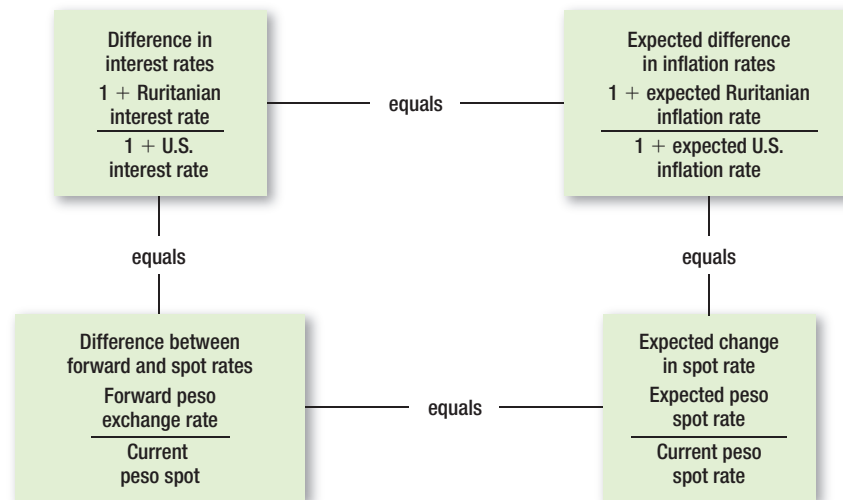 Difference in
interest rates
1 + Ruritanian
interest rate
1 + U.S.
interest rate
equals
Expected difference
in inflation rates
1 + expected Ruritanian
inflation rate
1 + expected U.S.
inflation rate
equals
equals
Difference between
forward and spot rates
Forward peso
exchange rate
Current
peso spot
equals
Expected change
in spot rate
Expected peso
spot rate
Current peso
spot rate